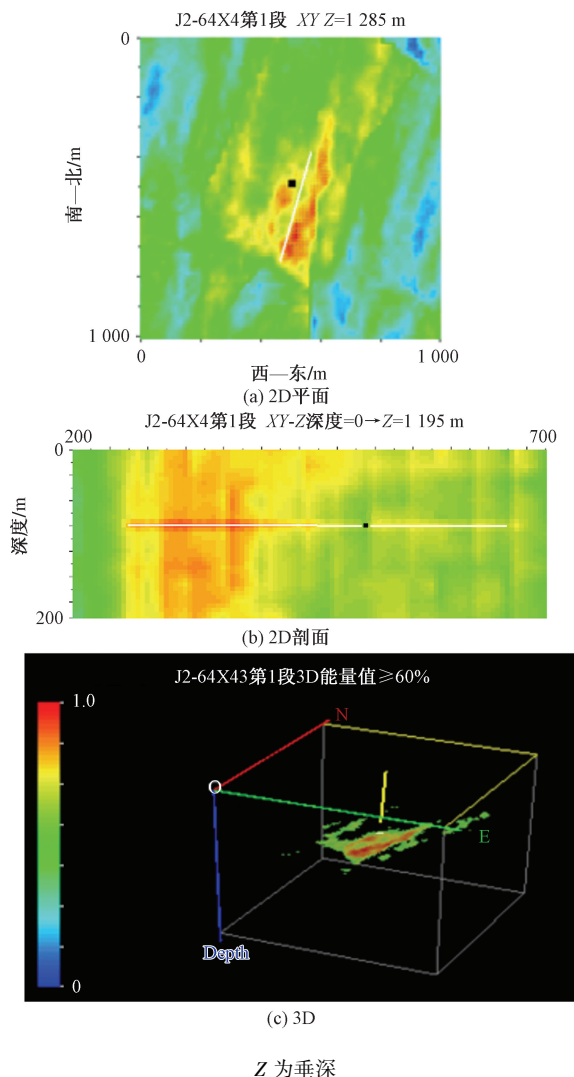 J2-64X4第1段 XY Z=1 285 m
0
南—北/m
1 000
0 1 000
西—东/m
(a) 2D平面
J2-64X4第1段 XY-Z深度=0→Z=1 195 m
200 700
0
深度/m
200
(b) 2D剖面
J2-64X43第1段3D能量值≥60%
1.0
N
O
E
Depth
0
(c) 3D
Z 为垂深